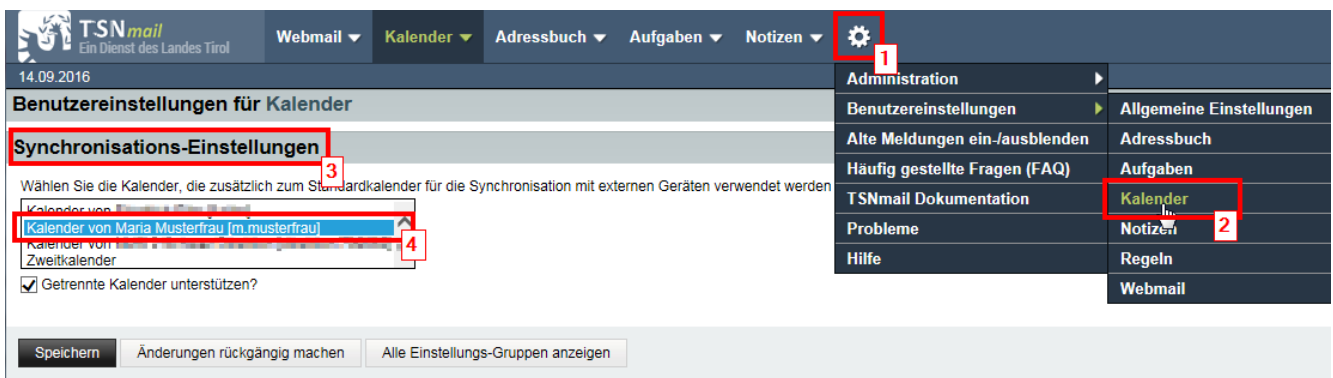 TSNmail
Ein Dienst des Landes Tirol
Webmail Kalender Adressbuch Aufgaben Notizen
1
14.09.2016
Administration
Benutzereinstellungen für Kalender
Benutzereinstellungen
Allgemeine Einstellungen
Alte Meldungen ein-/ausblenden
Adressbuch
Synchronisations-Einstellungen
3
Häufig gestellte Fragen (FAQ)
Aufgaben
Wählen Sie die Kalender, die zusätzlich zum Standardkalender für die Synchronisation mit externen Geräten verwendet werden
TSNmail Dokumentation
Kalender
2
Kalender von
Kalender von Maria Musterfrau [m.musterfrau]
4
Kalender von
Zweitkalender
Probleme
Notizen
Hilfe
Regeln
Getrennte Kalender unterstützen?
Webmail
Speichern Änderungen rückgängig machen Alle Einstellungs-Gruppen anzeigen